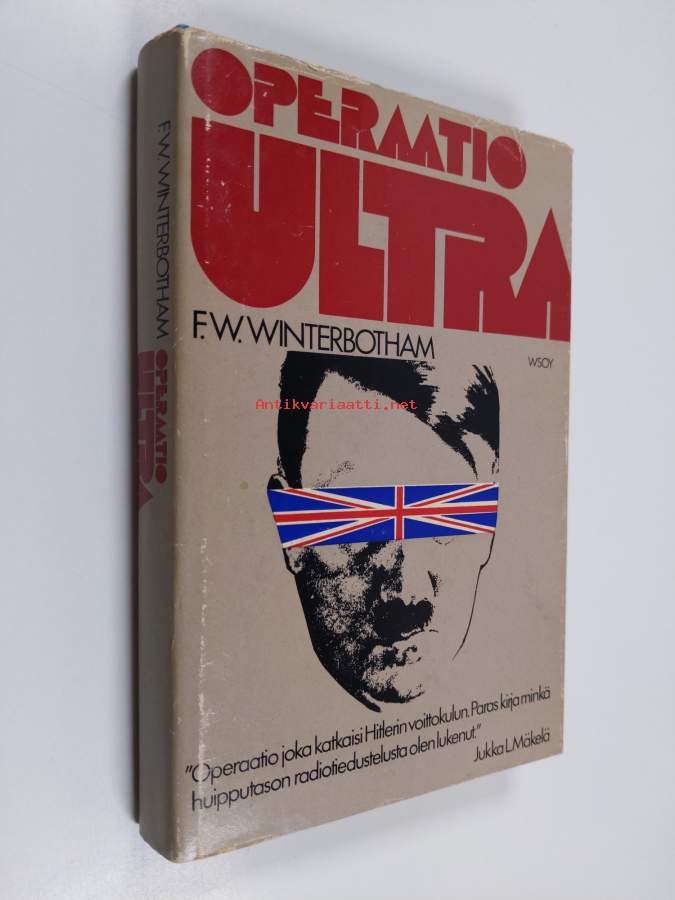 OPERAATIO
ULTRA
F.W. WINTERBOTHAM
WSOY
Antikvariaatti.net
"Operaatio joka katkaisi Hitlerin voittokulun. Paras kirja minkä
huipputason radiotiedustelusta olen lukenut."
Jukka L Mäkelä
F.W. WINTERBOTHAM OPERAATIO
ULTRA